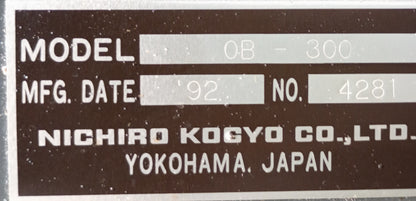 MODEL OB - 300
MFG. DATE 92 NO. 4281
NICHIRO KOGYO CO.,LTD.
YOKOHAMA, JAPAN